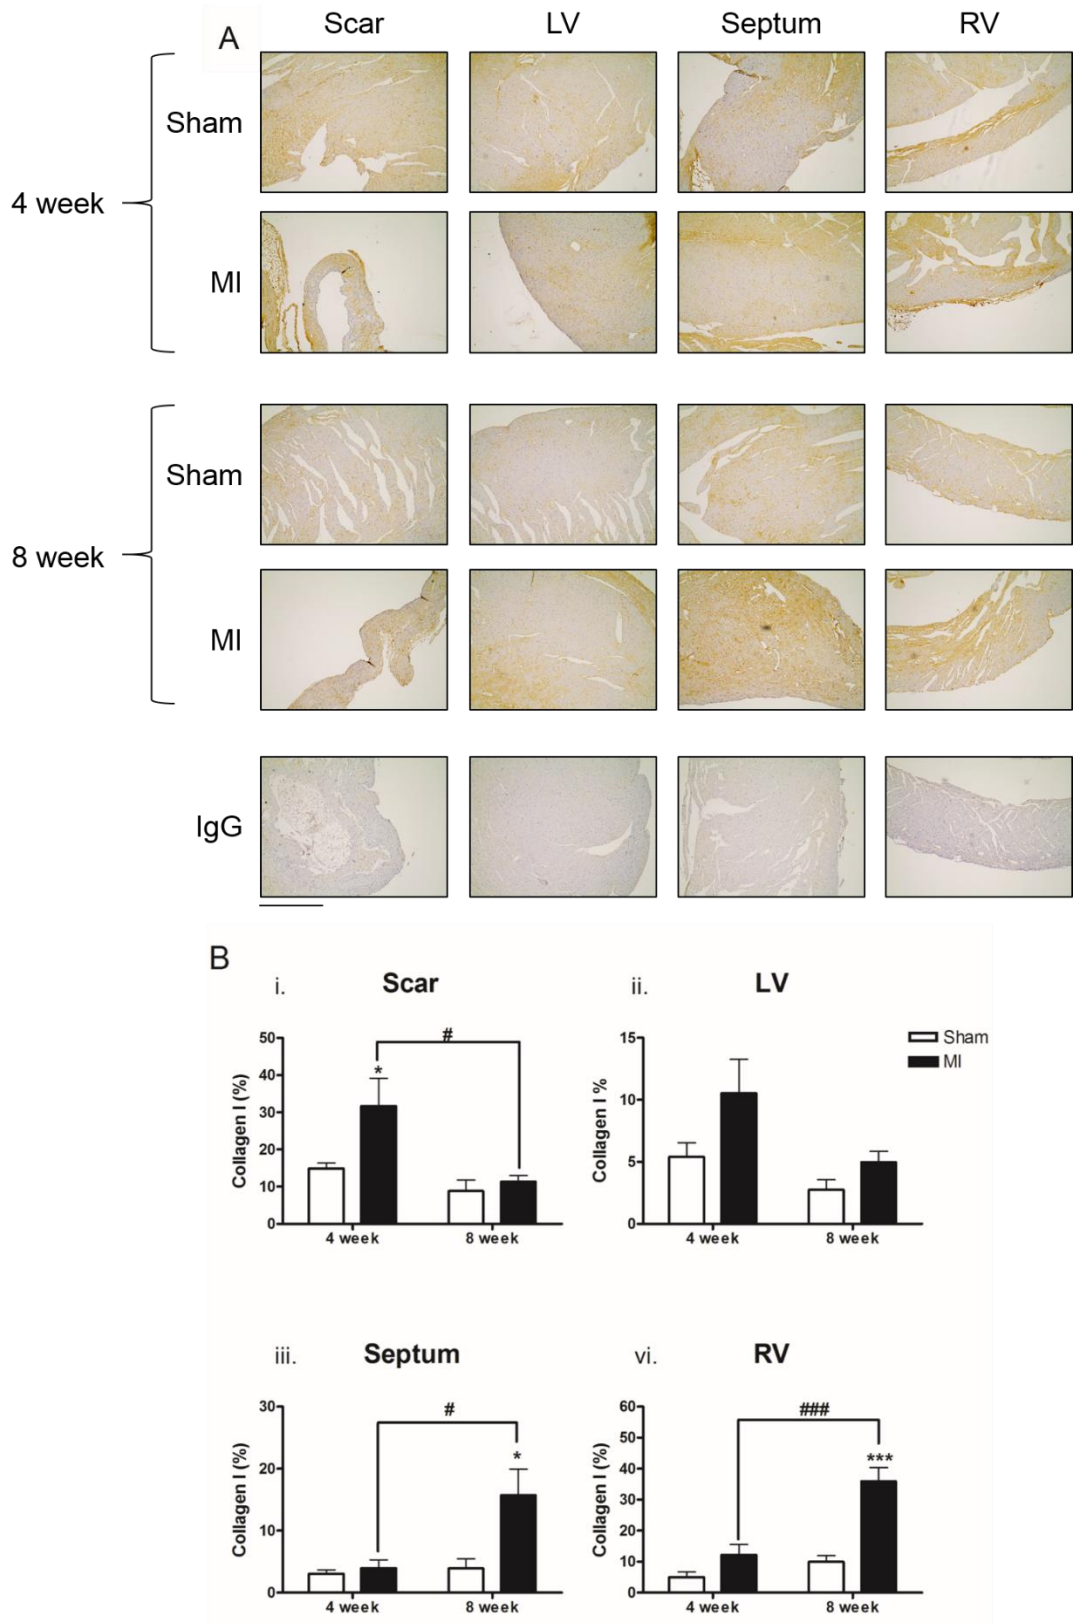 A
Scar LV Septum RV
Sham
4 week
MI
Sham
8 week
MI
IgG
B
i. Scar
ii. LV
50
40
30
20
10
0
Collagen I (%)
*
#
4 week 8 week
15
10
5
0
Collagen I %
4 week 8 week
Sham
MI
iii. Septum
vi. RV
30
20
10
0
Collagen I (%)
#
*
4 week 8 week
60
50
40
30
20
10
0
Collagen I (%)
###
***
4 week 8 week